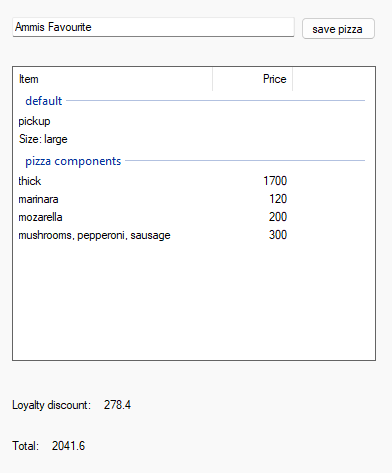 Ammis Favourite
save pizza
Item Price
default
pickup
Size: large
pizza components
thick 1700
marinara 120
mozarella 200
mushrooms, pepperoni, sausage 300
Loyalty discount: 278.4
Total: 2041.6